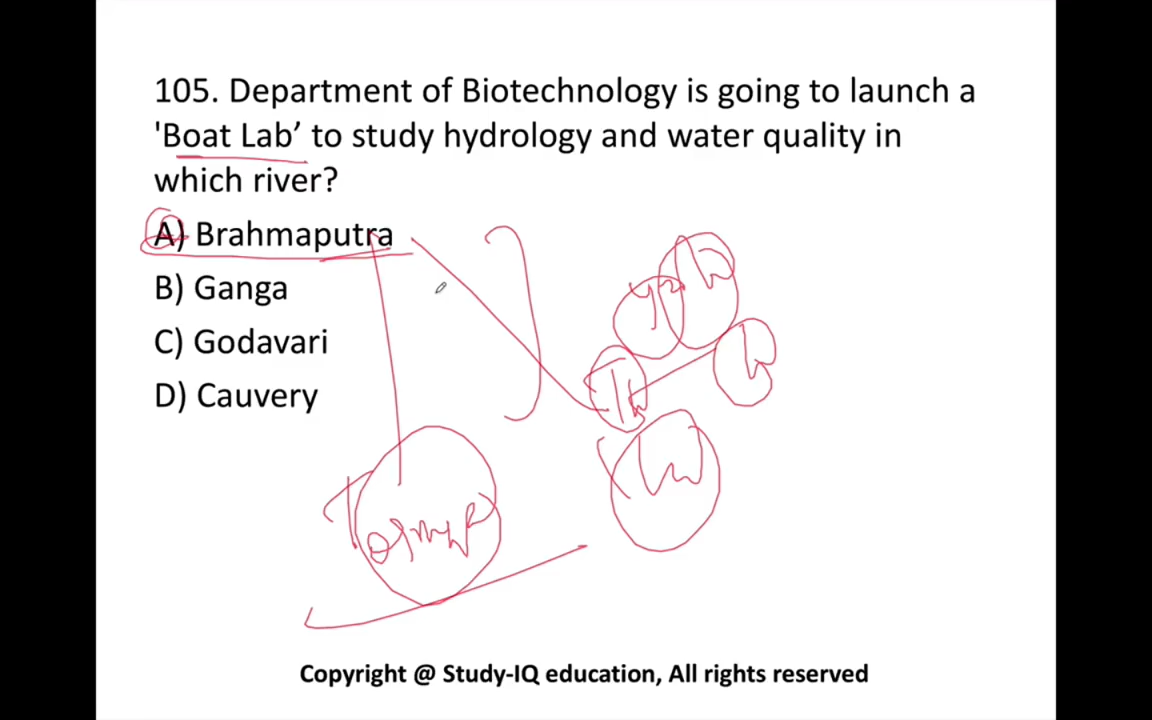 105. Department of Biotechnology is going to launch a
'Boat Lab’ to study hydrology and water quality in
which river?
A) Brahmaputra
B) Ganga
C) Godavari
D) Cauvery
Copyright @ Study-IQ education, All rights reserved